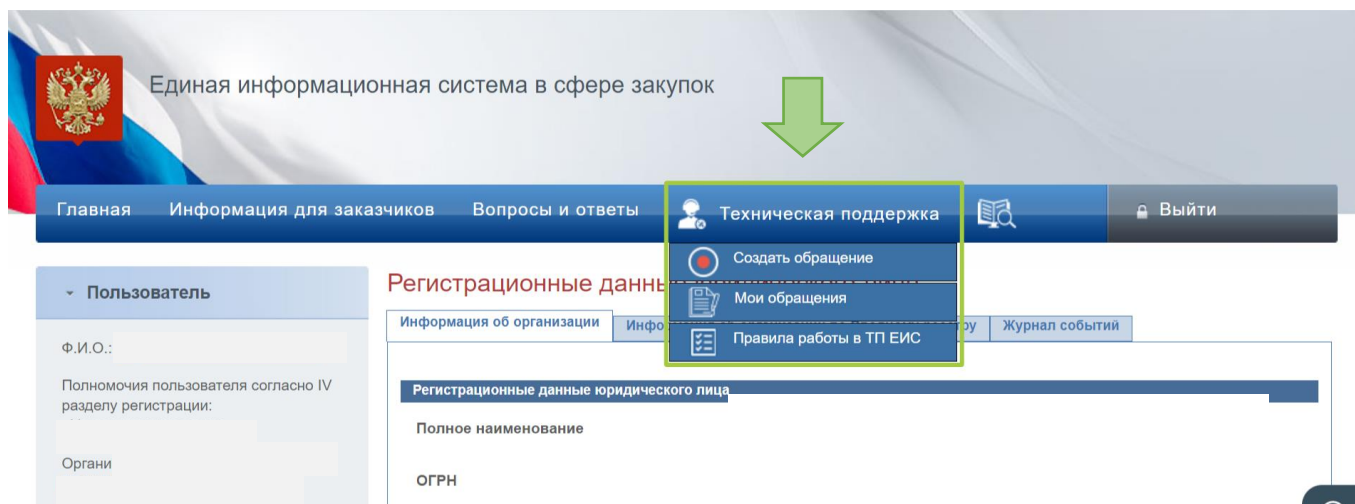 Единая информационная система в сфере закупок
Главная Информация для заказчиков Вопросы и ответы Техническая поддержка Выйти
Создать обращение
Мои обращения
Правила работы в ТП ЕИС
Пользователь
Ф.И.О.:
Полномочия пользователя согласно IV
разделу регистрации:
Органи
Регистрационные данны
Информация об организации Журнал событий
Регистрационные данные юридического лица
Полное наименование
ОГРН